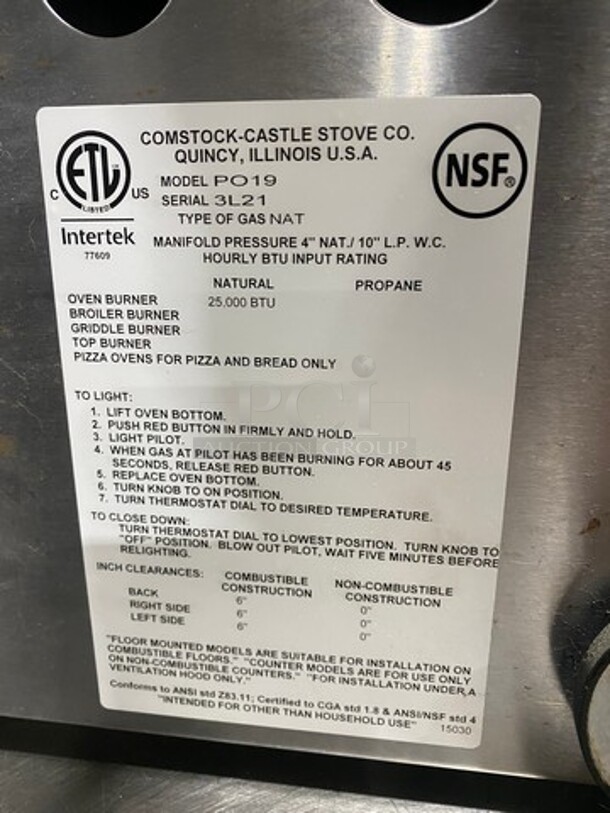 COMSTOCK-CASTLE STOVE CO.
QUINCY, ILLINOIS U.S.A.
ETL
C US
LISTED
Intertek
77609
NSF®
MODEL PO19
SERIAL 3L21
TYPE OF GAS NAT
MANIFOLD PRESSURE 4" NAT./ 10" L.P. W.C.
HOURLY BTU INPUT RATING
NATURAL PROPANE
OVEN BURNER 25,000 BTU
BROILER BURNER
GRIDDLE BURNER
TOP BURNER
PIZZA OVENS FOR PIZZA AND BREAD ONLY
PCi
AUCTION GROUP
TO LIGHT:
1. LIFT OVEN BOTTOM.
2. PUSH RED BUTTON IN FIRMLY AND HOLD.
3. LIGHT PILOT.
4. WHEN GAS AT PILOT HAS BEEN BURNING FOR ABOUT 45
SECONDS, RELEASE RED BUTTON.
5. REPLACE OVEN BOTTOM.
6. TURN KNOB TO ON POSITION.
7. TURN THERMOSTAT DIAL TO DESIRED TEMPERATURE.
TO CLOSE DOWN:
TURN THERMOSTAT DIAL TO LOWEST POSITION. TURN KNOB TO
"OFF" POSITION. BLOW OUT PILOT, WAIT FIVE MINUTES BEFORE
RELIGHTING.
INCH CLEARANCES: COMBUSTIBLE NON-COMBUSTIBLE
CONSTRUCTION CONSTRUCTION
BACK 6" 0"
RIGHT SIDE 6" 0"
LEFT SIDE 6" 0"
"FLOOR MOUNTED MODELS ARE SUITABLE FOR INSTALLATION ON
COMBUSTIBLE FLOORS." "COUNTER MODELS ARE FOR USE ONLY
ON NON-COMBUSTIBLE COUNTERS." "FOR INSTALLATION UNDER A
VENTILATION HOOD ONLY."
Conforms to ANSI std Z83.11; Certified to CGA std 1.8 & ANSI/NSF std 4
"INTENDED FOR OTHER THAN HOUSEHOLD USE" 15030